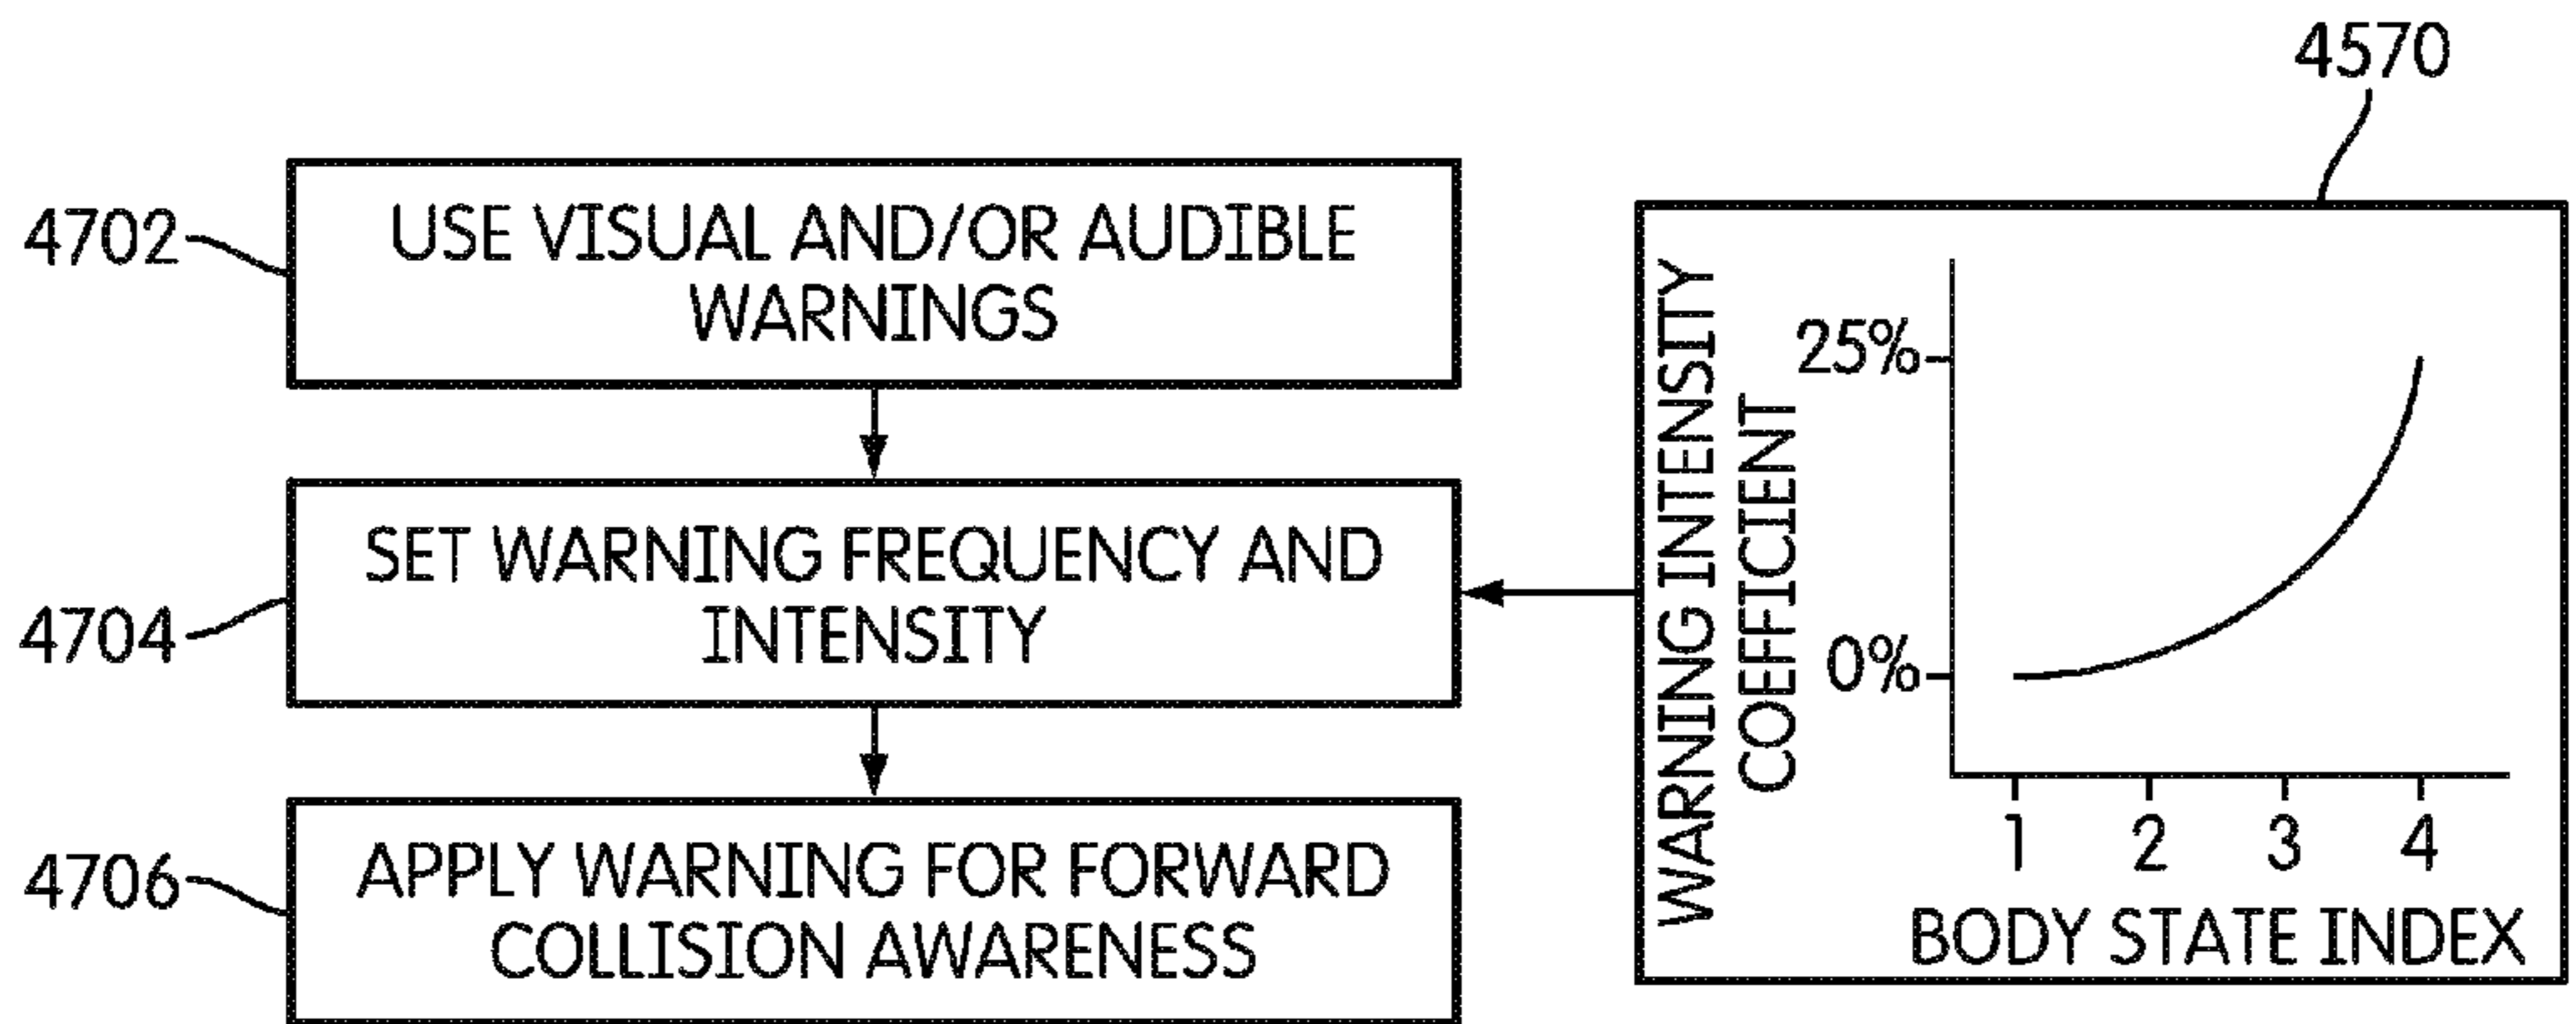 4702
USE VISUAL AND/OR AUDIBLE
WARNINGS
4704
SET WARNING FREQUENCY AND
INTENSITY
4706
APPLY WARNING FOR FORWARD
COLLISION AWARENESS
4570
WARNING INTENSITY
COEFFICIENT
25%
0%
1 2 3 4
BODY STATE INDEX